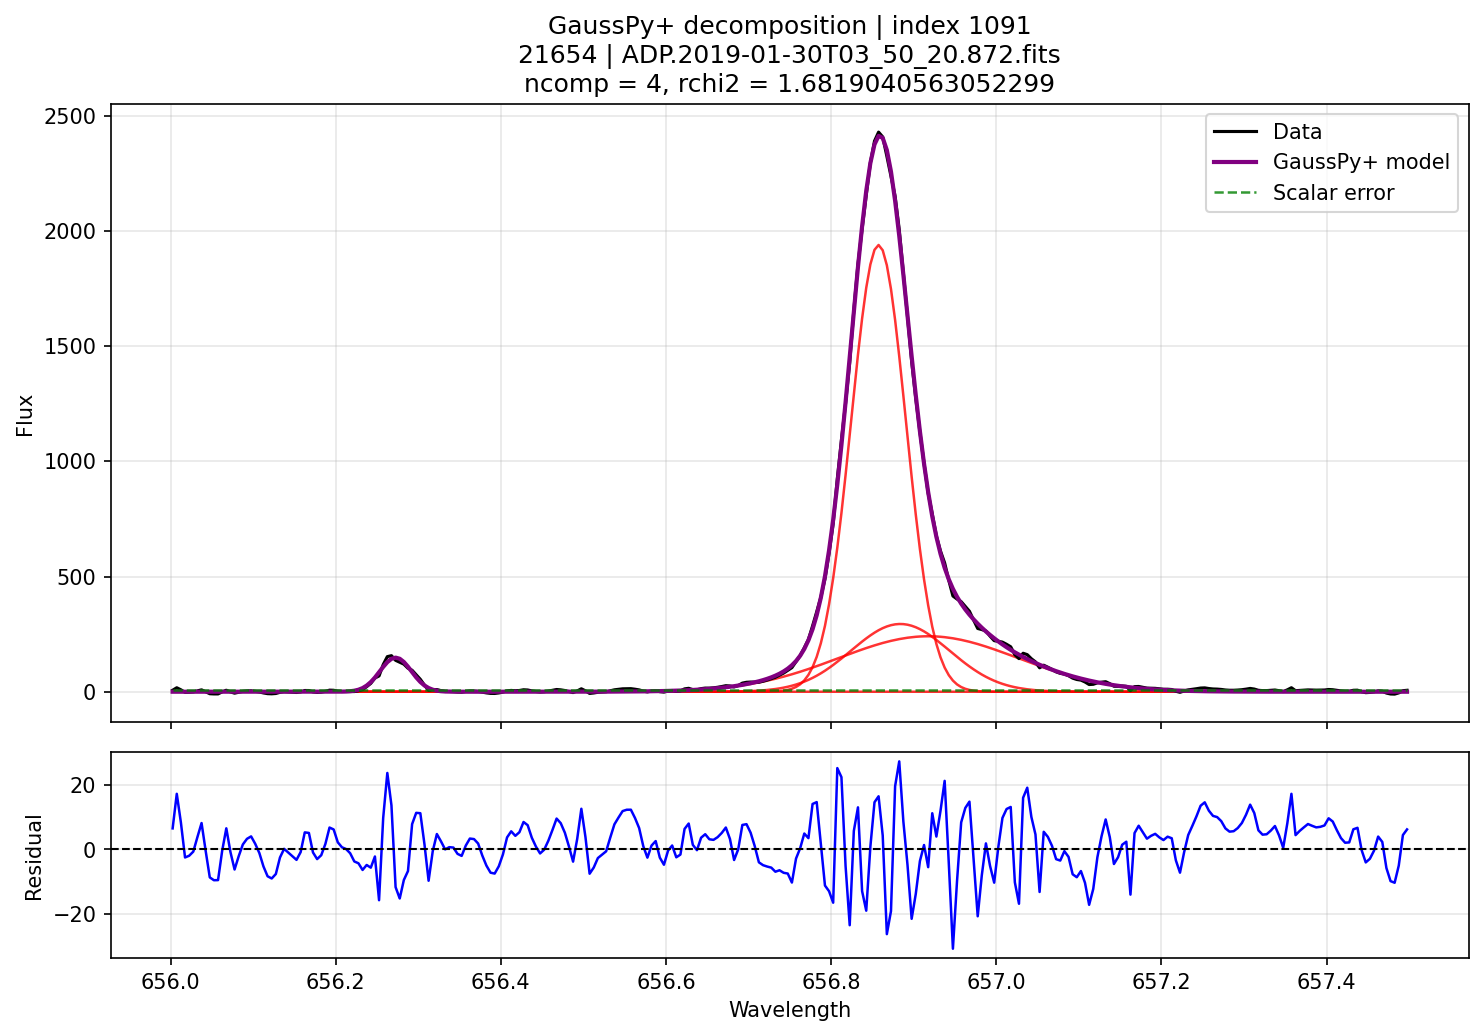 GaussPy+ decomposition | index 1091
21654 | ADP.2019-01-30T03_50_20.872.fits
ncomp = 4, rchi2 = 1.6819040563052299
Data
GaussPy+ model
Scalar error
2500
2000
1500
1000
500
0
Flux
20
0
−20
Residual
656.0 656.2 656.4 656.6 656.8 657.0 657.2 657.4
Wavelength